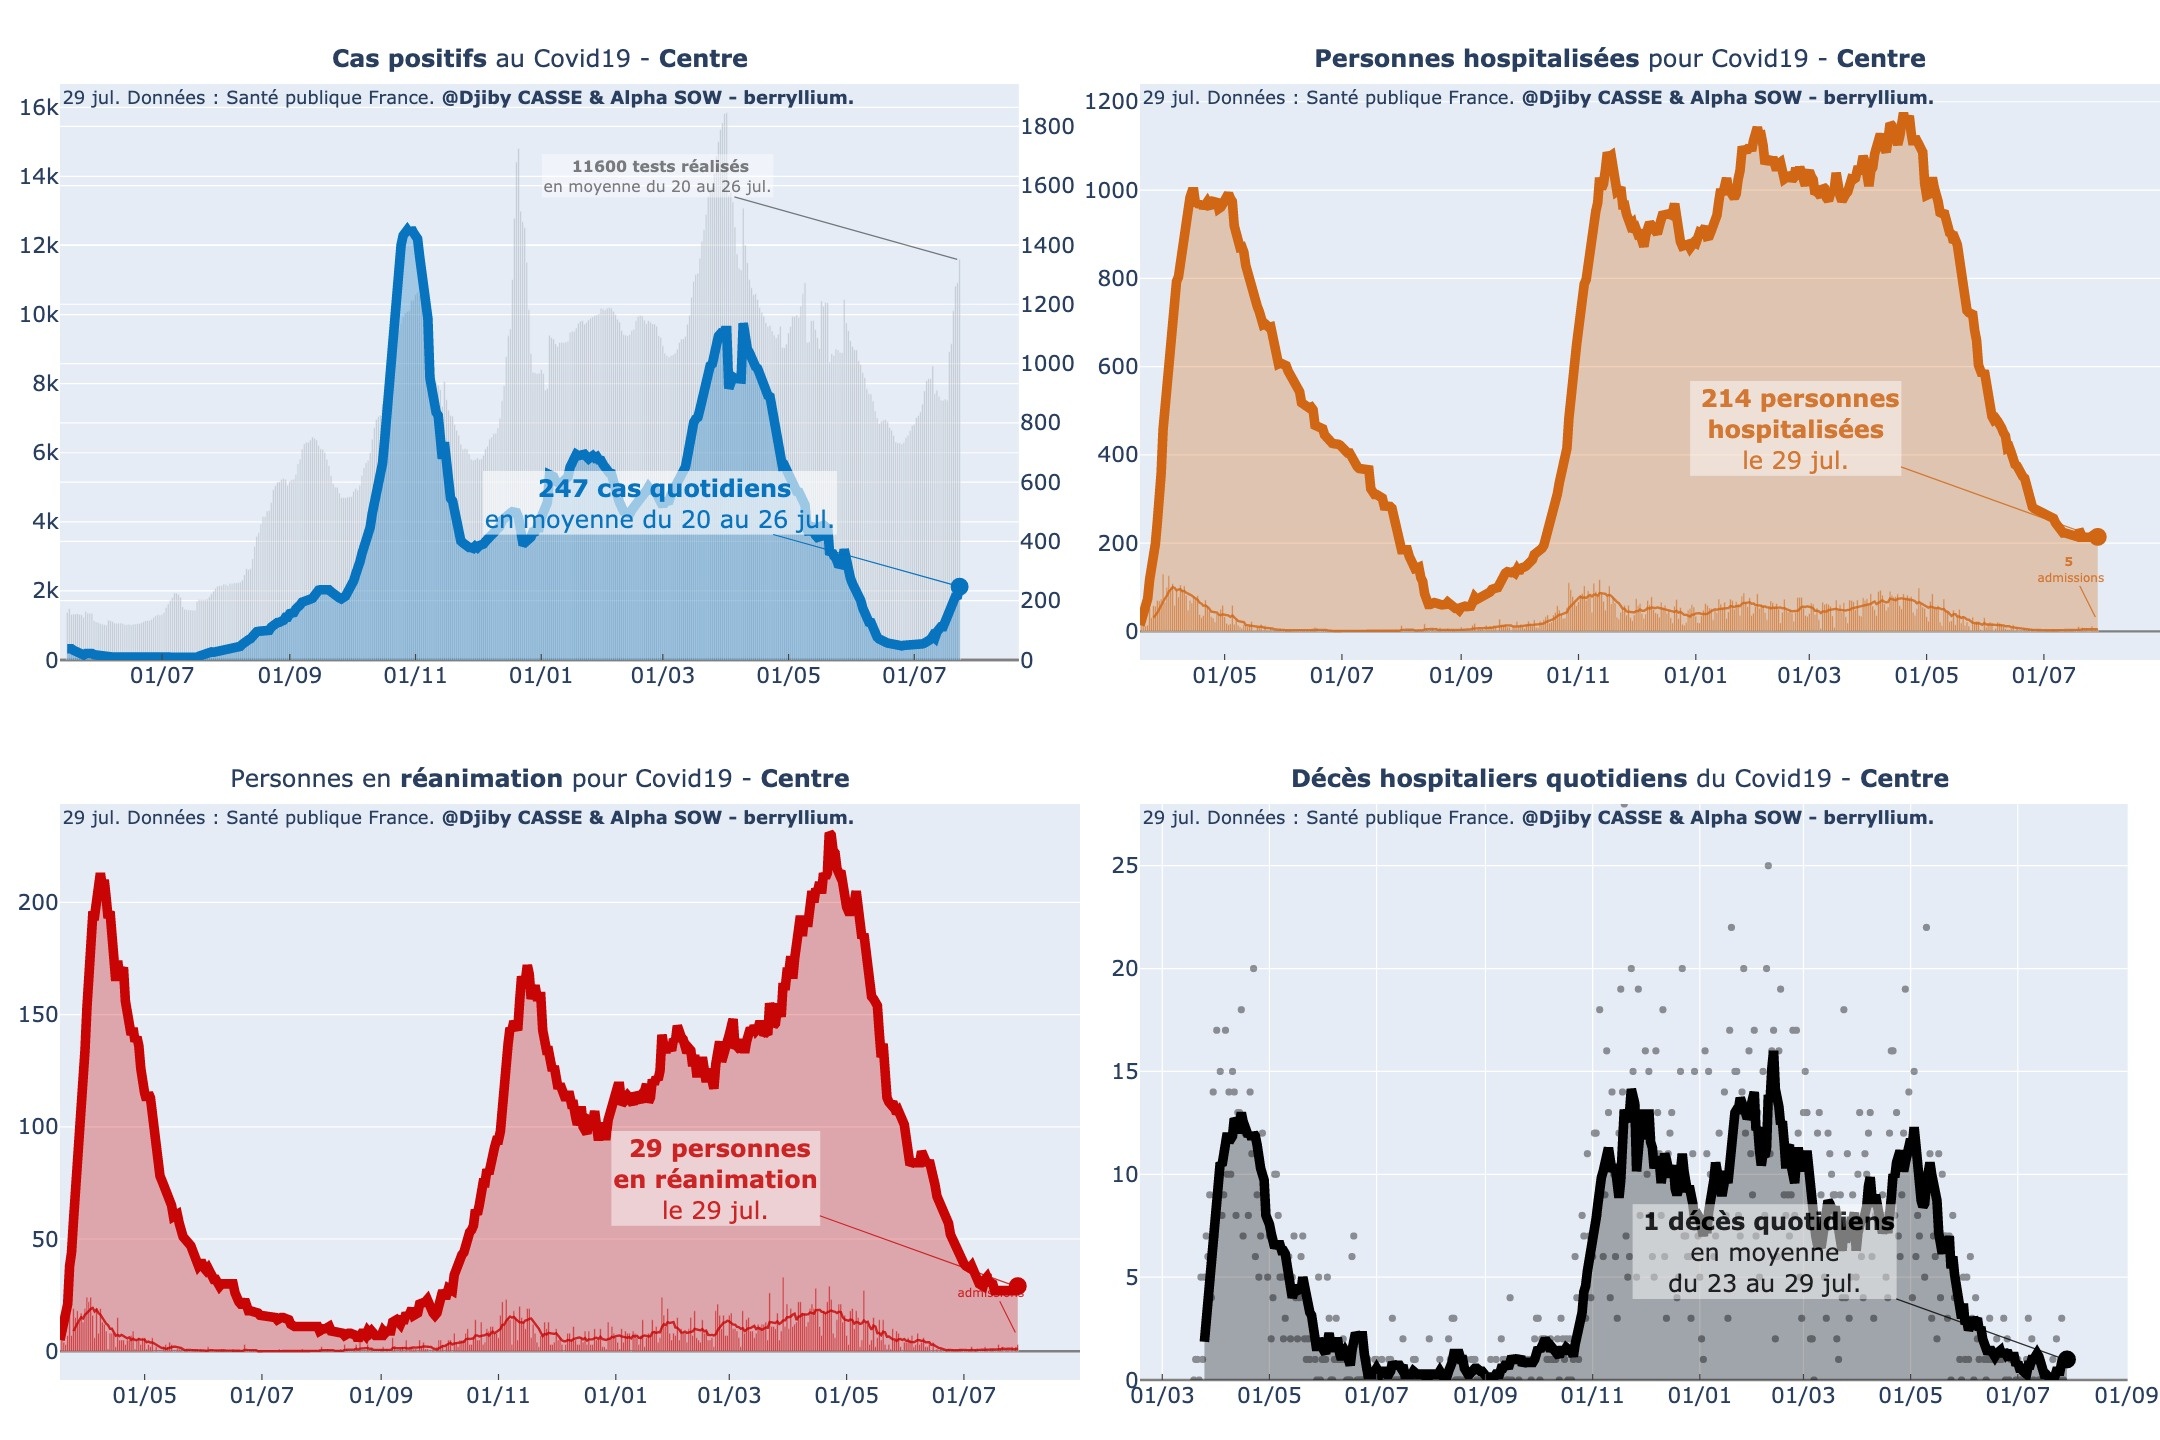 Cas positifs au Covid19 - Centre
29 jul. Données : Santé publique France. @Djiby CASSE & Alpha SOW - berryllium.
16k
14k
12k
10k
8k
6k
4k
2k
0
1800
1600
1400
1200
1000
800
600
400
200
0
11600 tests réalisés
en moyenne du 20 au 26 jul.
247 cas quotidiens
en moyenne du 20 au 26 jul.
01/07 01/09 01/11 01/01 01/03 01/05 01/07
Personnes hospitalisées pour Covid19 - Centre
29 jul. Données : Santé publique France. @Djiby CASSE & Alpha SOW - berryllium.
1200
1000
800
600
400
200
0
214 personnes
hospitalisées
le 29 jul.
5
admissions
01/05 01/07 01/09 01/11 01/01 01/03 01/05 01/07
Personnes en réanimation pour Covid19 - Centre
29 jul. Données : Santé publique France. @Djiby CASSE & Alpha SOW - berryllium.
200
150
100
50
0
29 personnes
en réanimation
le 29 jul.
admissions
01/05 01/07 01/09 01/11 01/01 01/03 01/05 01/07
Décès hospitaliers quotidiens du Covid19 - Centre
29 jul. Données : Santé publique France. @Djiby CASSE & Alpha SOW - berryllium.
25
20
15
10
5
0
1 décès quotidiens
en moyenne
du 23 au 29 jul.
01/03 01/05 01/07 01/09 01/11 01/01 01/03 01/05 01/07 01/09